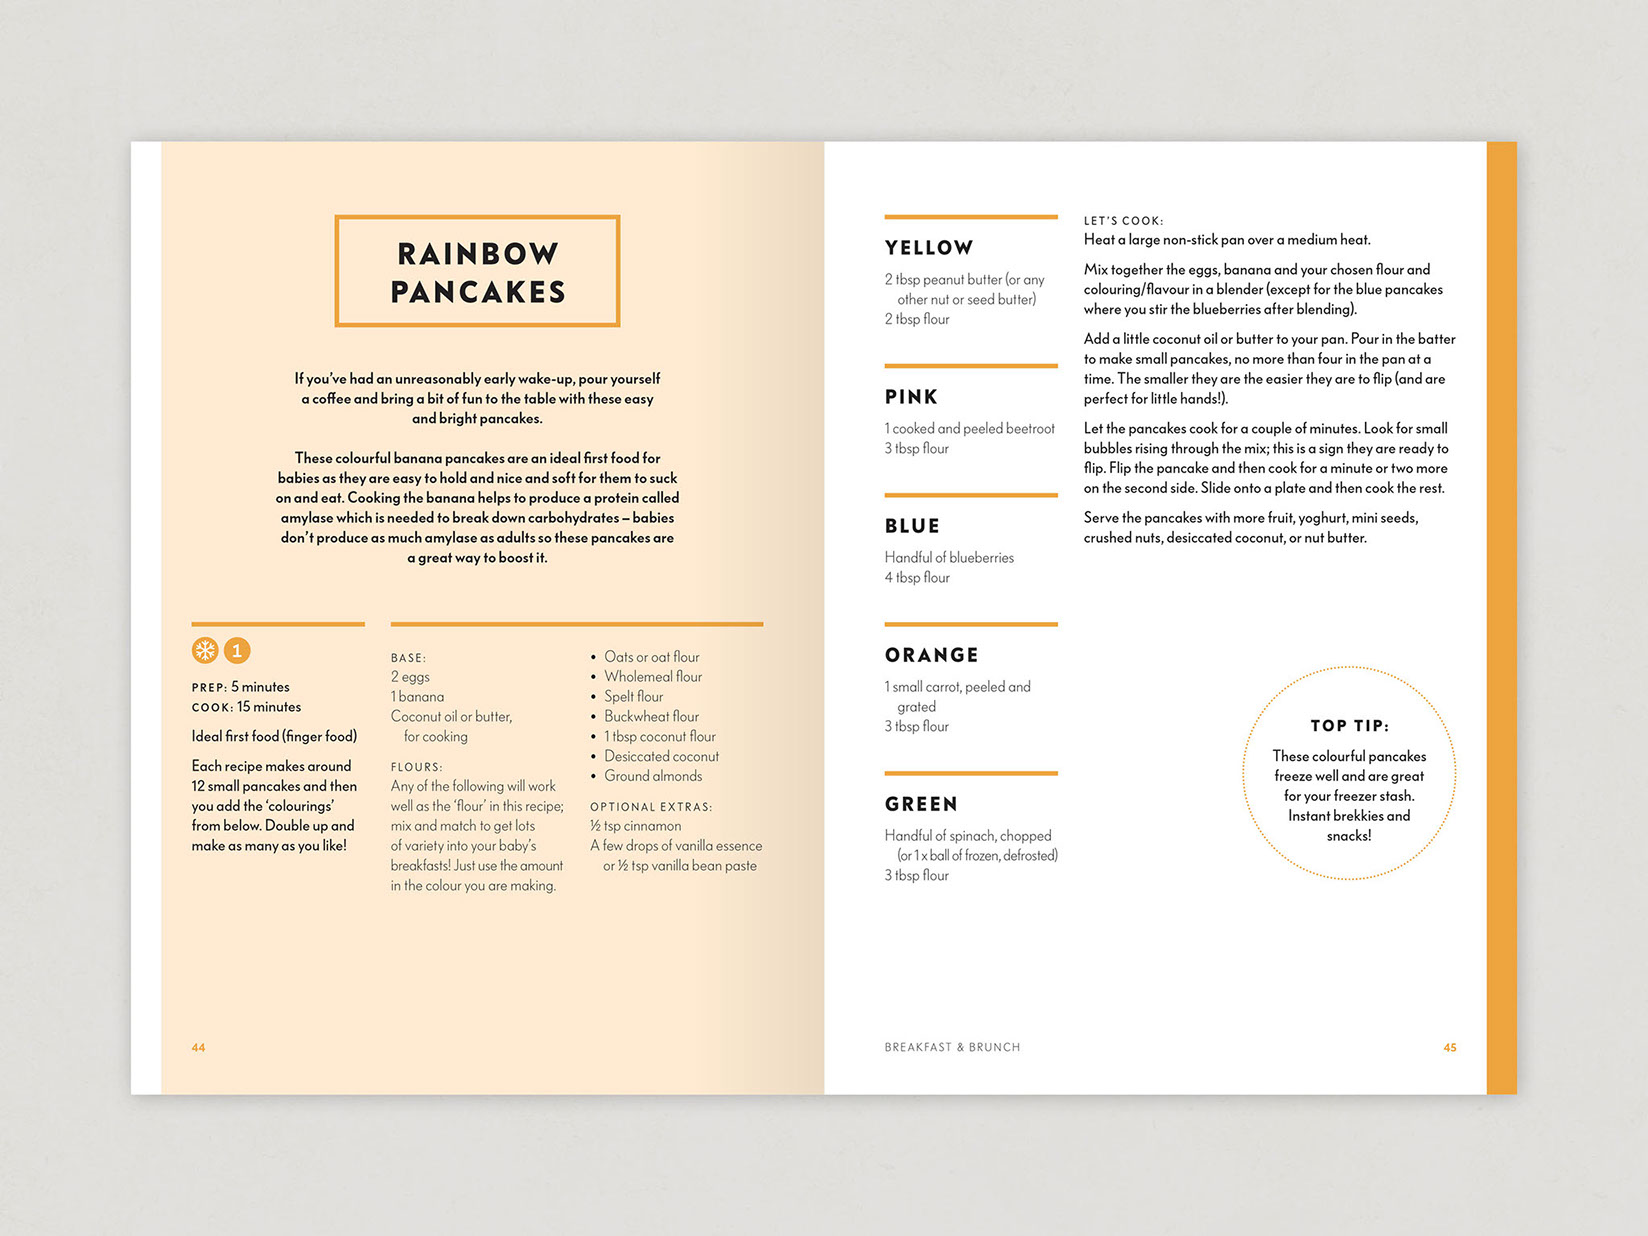 RAINBOW
PANCAKES
If you’ve had an unreasonably early wake-up, pour yourself
a coffee and bring a bit of fun to the table with these easy
and bright pancakes.
These colourful banana pancakes are an ideal first food for
babies as they are easy to hold and nice and soft for them to suck
on and eat. Cooking the banana helps to produce a protein called
amylase which is needed to break down carbohydrates – babies
don’t produce as much amylase as adults so these pancakes are
a great way to boost it.
1
PREP: 5 minutes
COOK: 15 minutes
Ideal first food (finger food)
Each recipe makes around
12 small pancakes and then
you add the ‘colourings’
from below. Double up and
make as many as you like!
BASE:
2 eggs
1 banana
Coconut oil or butter,
for cooking
FLOURS:
Any of the following will work
well as the ‘flour’ in this recipe;
mix and match to get lots
of variety into your baby’s
breakfasts! Just use the amount
in the colour you are making.
• Oats or oat flour
• Wholemeal flour
• Spelt flour
• Buckwheat flour
• 1 tbsp coconut flour
• Desiccated coconut
• Ground almonds
OPTIONAL EXTRAS:
½ tsp cinnamon
A few drops of vanilla essence
or ½ tsp vanilla bean paste
44
YELLOW
2 tbsp peanut butter (or any
other nut or seed butter)
2 tbsp flour
PINK
1 cooked and peeled beetroot
3 tbsp flour
BLUE
Handful of blueberries
4 tbsp flour
ORANGE
1 small carrot, peeled and
grated
3 tbsp flour
GREEN
Handful of spinach, chopped
(or 1 x ball of frozen, defrosted)
3 tbsp flour
LET’S COOK:
Heat a large non-stick pan over a medium heat.
Mix together the eggs, banana and your chosen flour and
colouring/flavour in a blender (except for the blue pancakes
where you stir the blueberries after blending).
Add a little coconut oil or butter to your pan. Pour in the batter
to make small pancakes, no more than four in the pan at a
time. The smaller they are the easier they are to flip (and are
perfect for little hands!).
Let the pancakes cook for a couple of minutes. Look for small
bubbles rising through the mix; this is a sign they are ready to
flip. Flip the pancake and then cook for a minute or two more
on the second side. Slide onto a plate and then cook the rest.
Serve the pancakes with more fruit, yoghurt, mini seeds,
crushed nuts, desiccated coconut, or nut butter.
TOP TIP:
These colourful pancakes
freeze well and are great
for your freezer stash.
Instant brekkies and
snacks!
BREAKFAST & BRUNCH
45